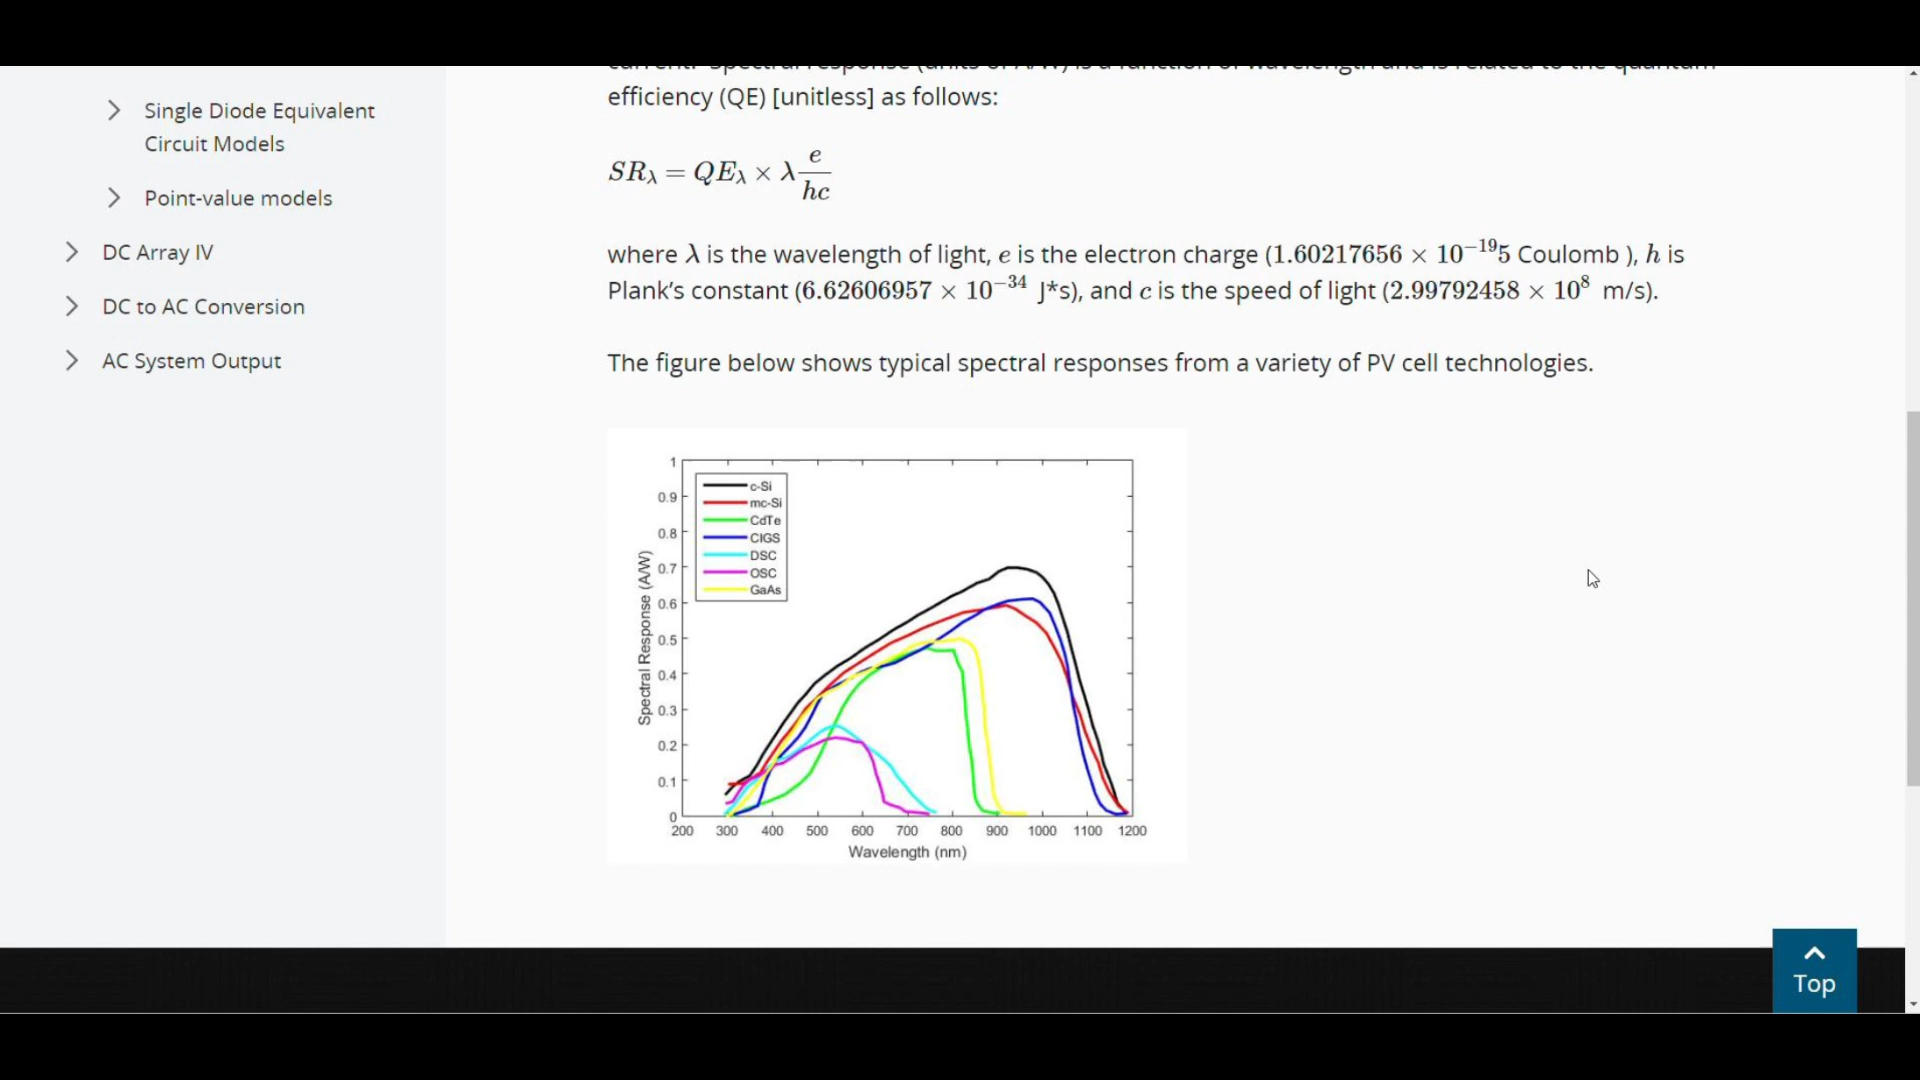 Single Diode Equivalent
Circuit Models
Point-value models
DC Array IV
DC to AC Conversion
AC System Output
efficiency (QE) [unitless] as follows:
SRλ = QEλ × λ e/hc
where λ is the wavelength of light, e is the electron charge (1.60217656 × 10⁻¹⁹5 Coulomb ), h is
Plank’s constant (6.62606957 × 10⁻³⁴ J*s), and c is the speed of light (2.99792458 × 10⁸ m/s).
The figure below shows typical spectral responses from a variety of PV cell technologies.
1
0.9
0.8
0.7
0.6
0.5
0.4
0.3
0.2
0.1
0
Spectral Response (A/W)
c-Si
mc-Si
CdTe
CIGS
DSC
OSC
GaAs
200 300 400 500 600 700 800 900 1000 1100 1200
Wavelength (nm)
Top